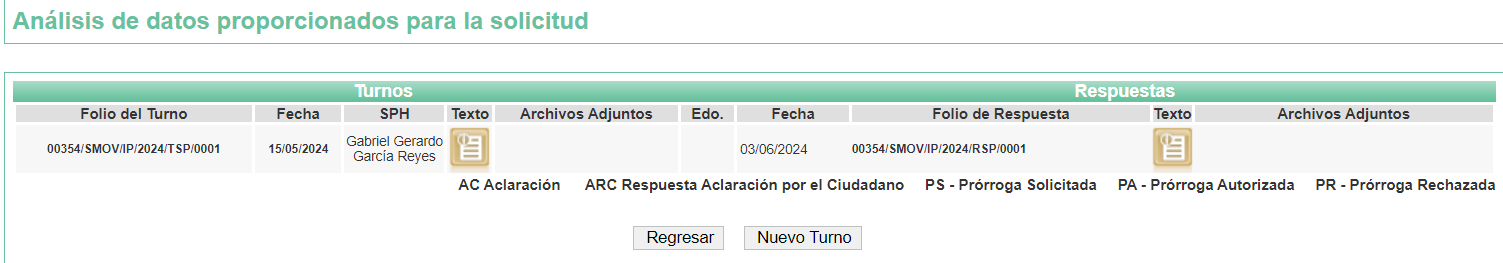 Análisis de datos proporcionados para la solicitud
Turnos Respuestas
Folio del Turno Fecha SPH Texto Archivos Adjuntos Edo. Fecha Folio de Respuesta Texto Archivos Adjuntos
00354/SMOV/IP/2024/TSP/0001 15/05/2024 Gabriel Gerardo García Reyes 03/06/2024 00354/SMOV/IP/2024/RSP/0001
AC Aclaración ARC Respuesta Aclaración por el Ciudadano PS - Prórroga Solicitada PA - Prórroga Autorizada PR - Prórroga Rechazada
Regresar Nuevo Turno